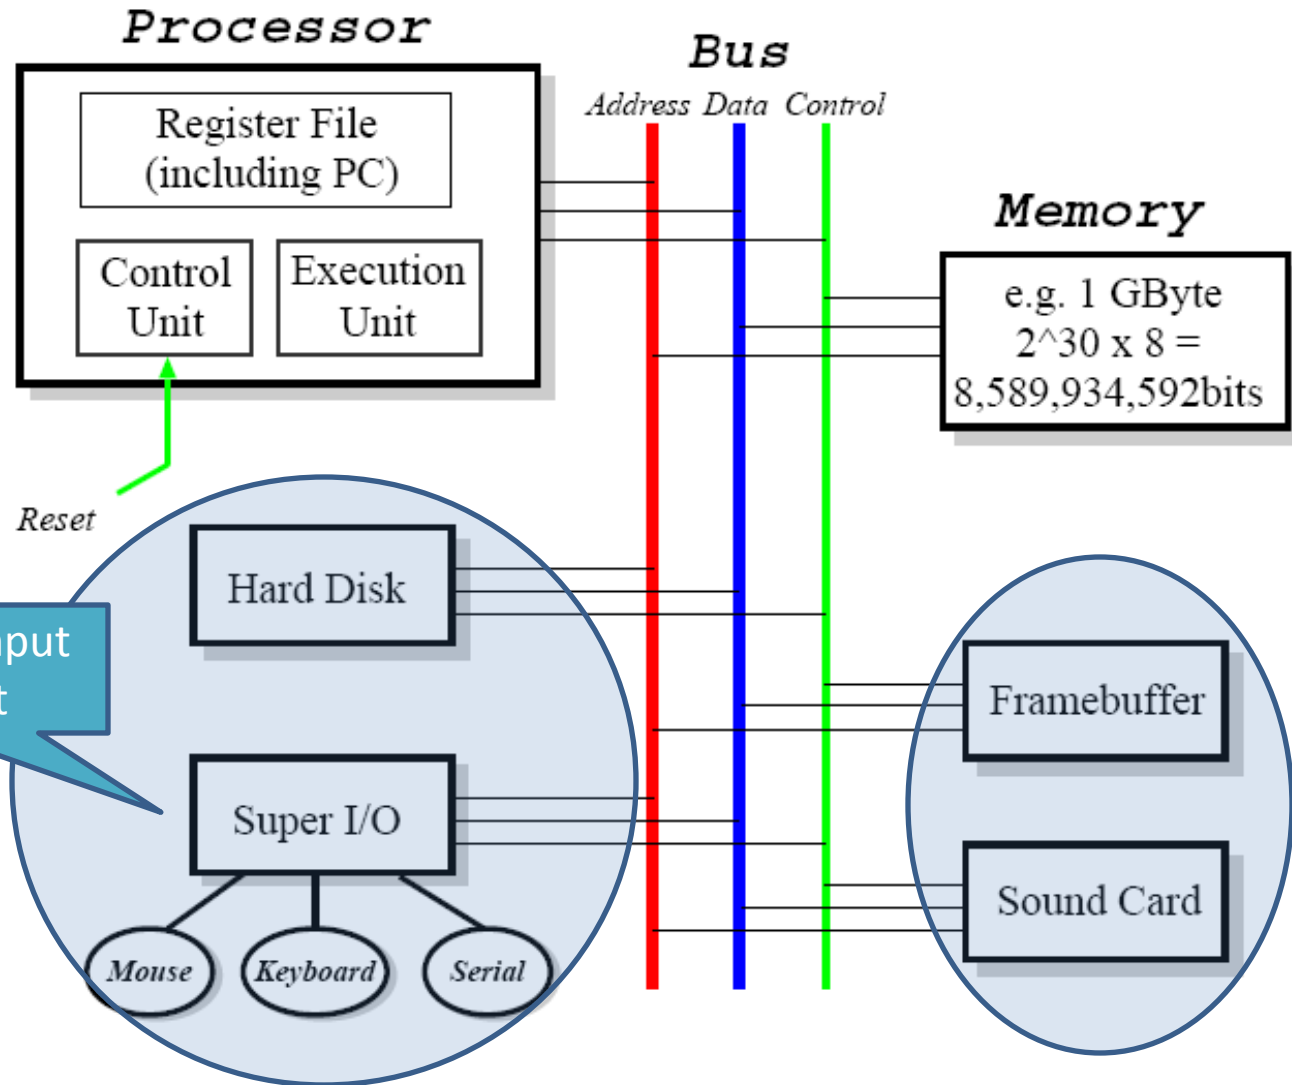 Processor
Register File
(including PC)
Control
Unit
Execution
Unit
Reset
Bus
Address Data Control
Memory
e.g. 1 GByte
2^30 x 8 =
8,589,934,592bits
Hard Disk
Super I/O
Mouse
Keyboard
Serial
Framebuffer
Sound Card